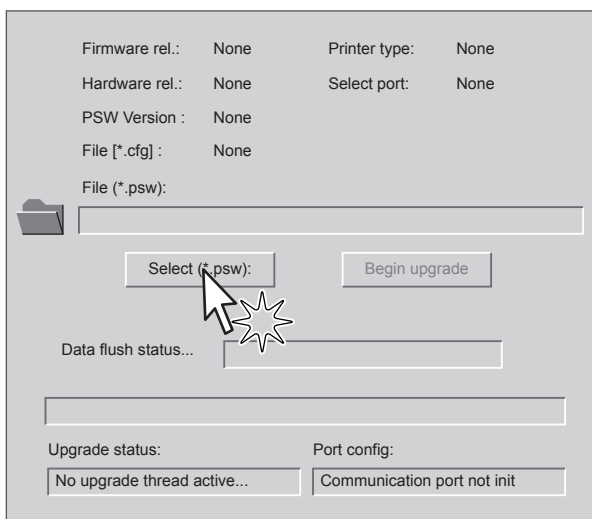 Firmware rel.: None Printer type: None
Hardware rel.: None Select port: None
PSW Version : None
File [*.cfg] : None
File (*.psw):
Select (*.psw): Begin upgrade
Data flush status...
Upgrade status: Port config:
No upgrade thread active... Communication port not init